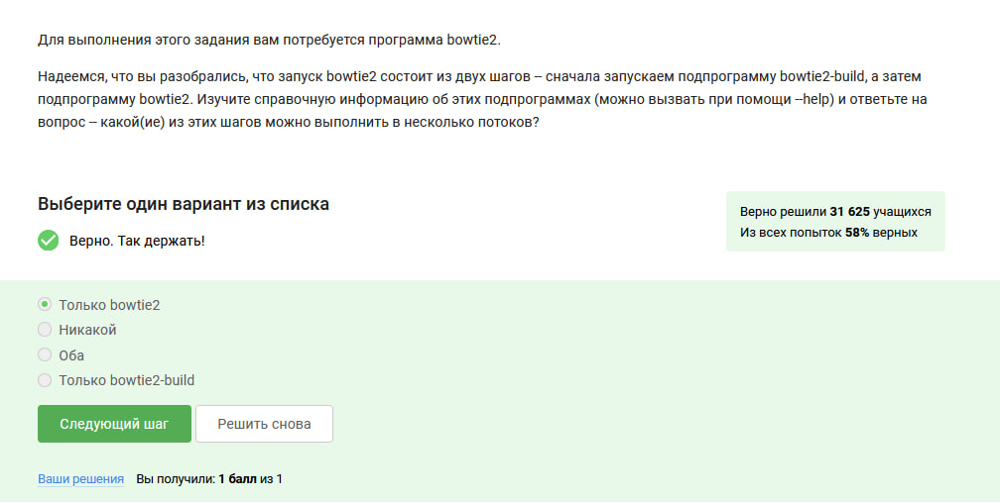 Для выполнения этого задания вам потребуется программа bowtie2.
Надеемся, что вы разобрались, что запуск bowtie2 состоит из двух шагов – сначала запускаем подпрограмму bowtie2-build, а затем
подпрограмму bowtie2. Изучите справочную информацию об этих подпрограммах (можно вызвать при помощи --help) и ответьте на
вопрос – какой(ие) из этих шагов можно выполнить в несколько потоков?
Выберите один вариант из списка
Верно решили 31 625 учащихся
Из всех попыток 58% верных
Верно. Так держать!
Только bowtie2
Никакой
Оба
Только bowtie2-build
Следующий шаг
Решить снова
Ваши решения Вы получили: 1 балл из 1